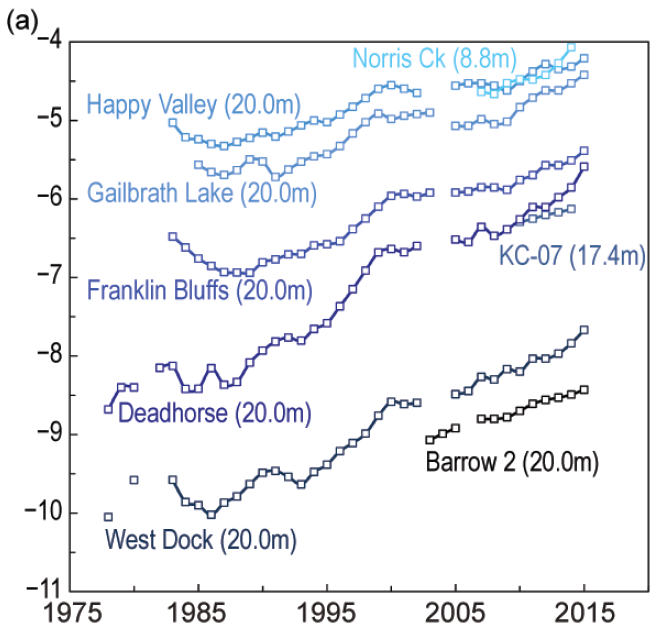 (a)
−4
Norris Ck (8.8m)
Happy Valley (20.0m)
−5
Gailbrath Lake (20.0m)
−6
KC-07 (17.4m)
−7
Franklin Bluffs (20.0m)
−8
Deadhorse (20.0m)
−9
Barrow 2 (20.0m)
−10
West Dock (20.0m)
−11
1975 1985 1995 2005 2015